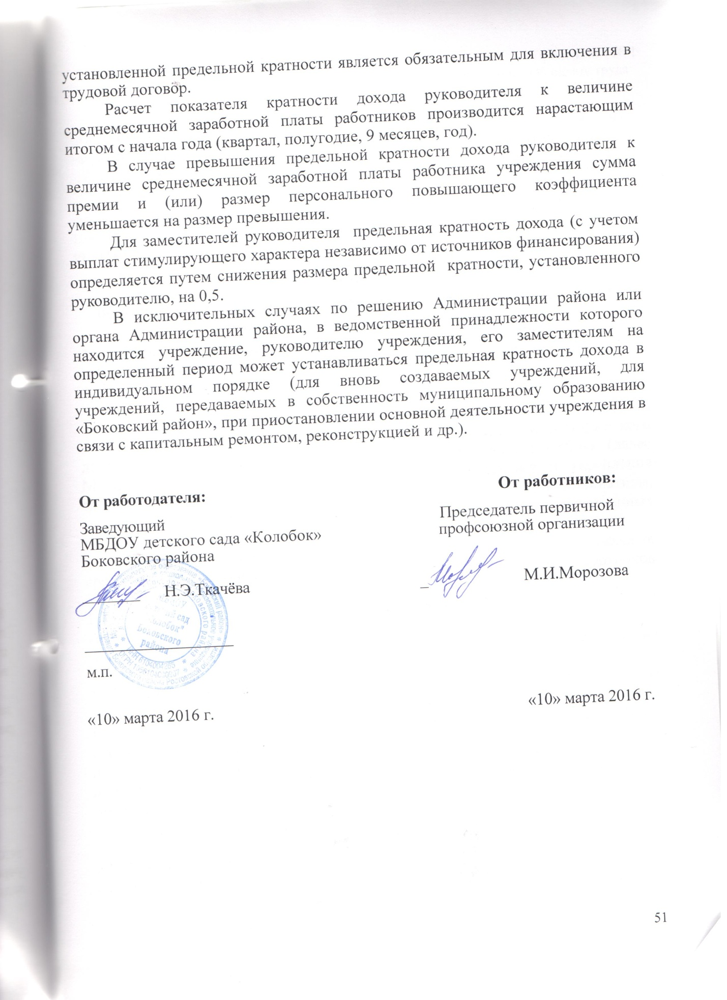 установленной предельной кратности является обязательным для включения в
трудовой договор.
Расчет показателя кратности дохода руководителя к величине
среднемесячной заработной платы работников производится нарастающим
итогом с начала года (квартал, полугодие, 9 месяцев, год).
В случае превышения предельной кратности дохода руководителя к
величине среднемесячной заработной платы работника учреждения сумма
премии и (или) размер персонального повышающего коэффициента
уменьшается на размер превышения.
Для заместителей руководителя предельная кратность дохода (с учетом
выплат стимулирующего характера независимо от источников финансирования)
определяется путем снижения размера предельной кратности, установленного
руководителю, на 0,5.
В исключительных случаях по решению Администрации района или
органа Администрации района, в ведомственной принадлежности которого
находится учреждение, руководителю учреждения, его заместителям на
определенный период может устанавливаться предельная кратность дохода в
индивидуальном порядке (для вновь создаваемых учреждений, для
учреждений, передаваемых в собственность муниципальному образованию
«Боковский район», при приостановлении основной деятельности учреждения в
связи с капитальным ремонтом, реконструкцией и др.).
От работодателя:
Заведующий
МБДОУ детского сада «Колобок»
Боковского района
Н.Э.Ткачёва
сад
Боковского
района
ИНН 6104004265
м.п.
«10» марта 2016 г.
От работников:
Председатель первичной
профсоюзной организации
М.И.Морозова
«10» марта 2016 г.
51